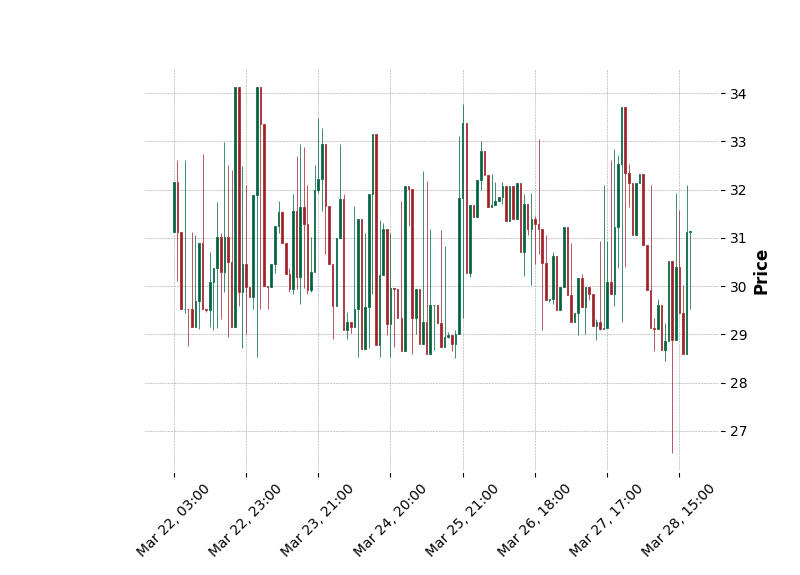 34
33
32
31
30
29
28
27
Price
Mar 22, 03:00
Mar 22, 23:00
Mar 23, 21:00
Mar 24, 20:00
Mar 25, 21:00
Mar 26, 18:00
Mar 27, 17:00
Mar 28, 15:00